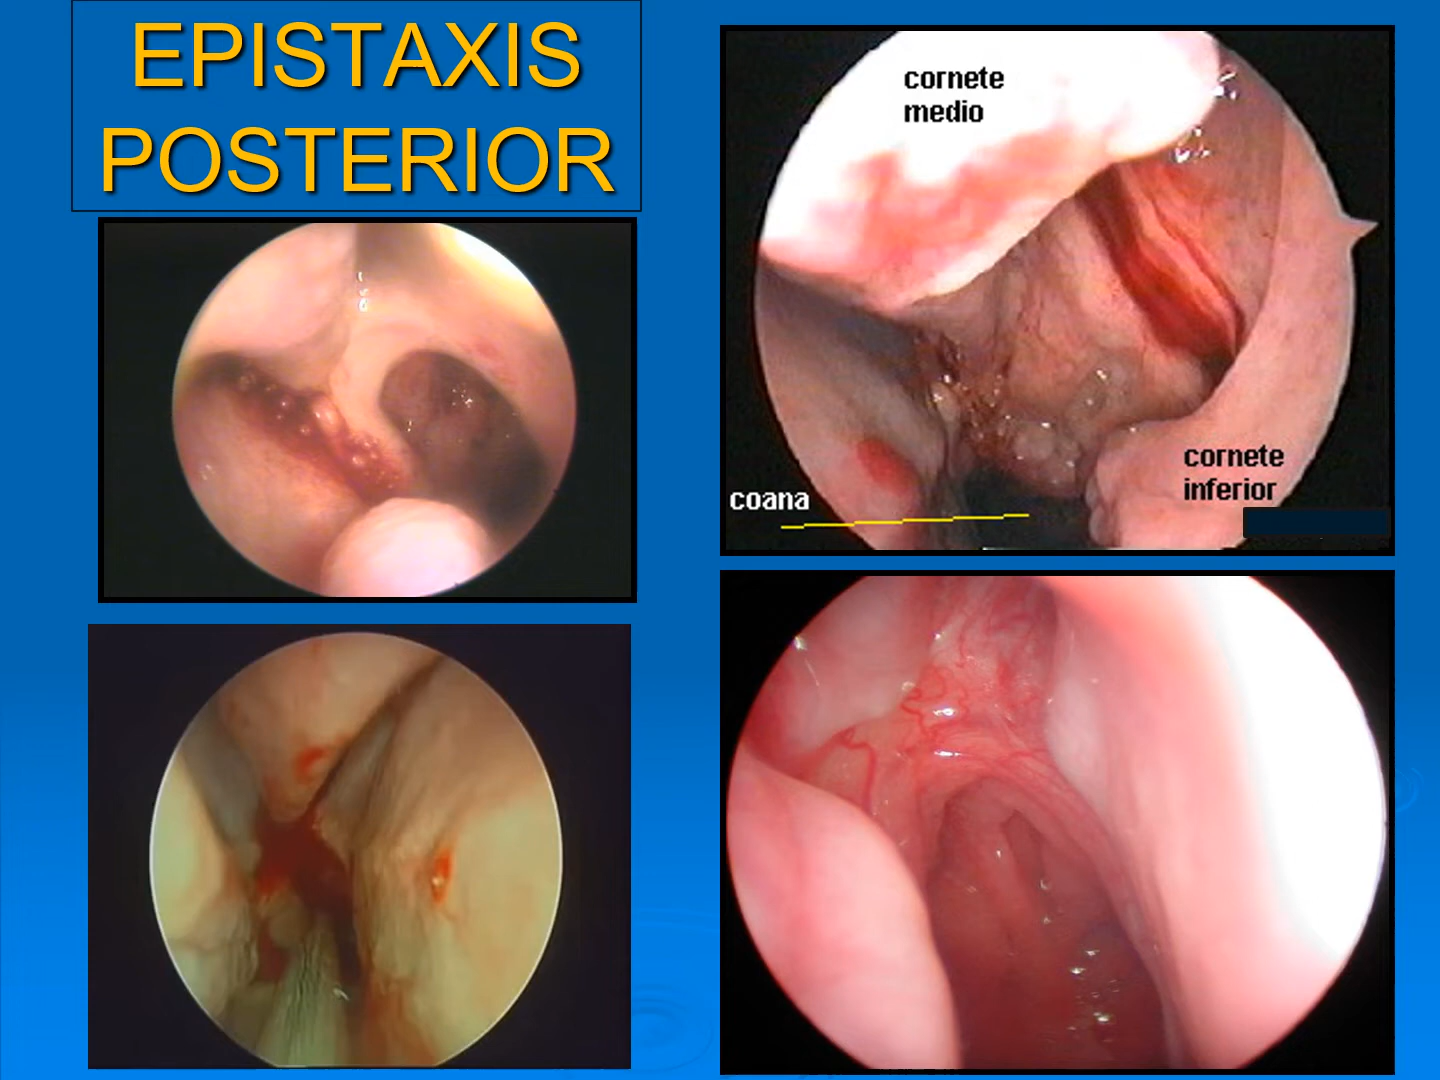 EPISTAXIS
POSTERIOR
cornete
medio
cornete
inferior
coana